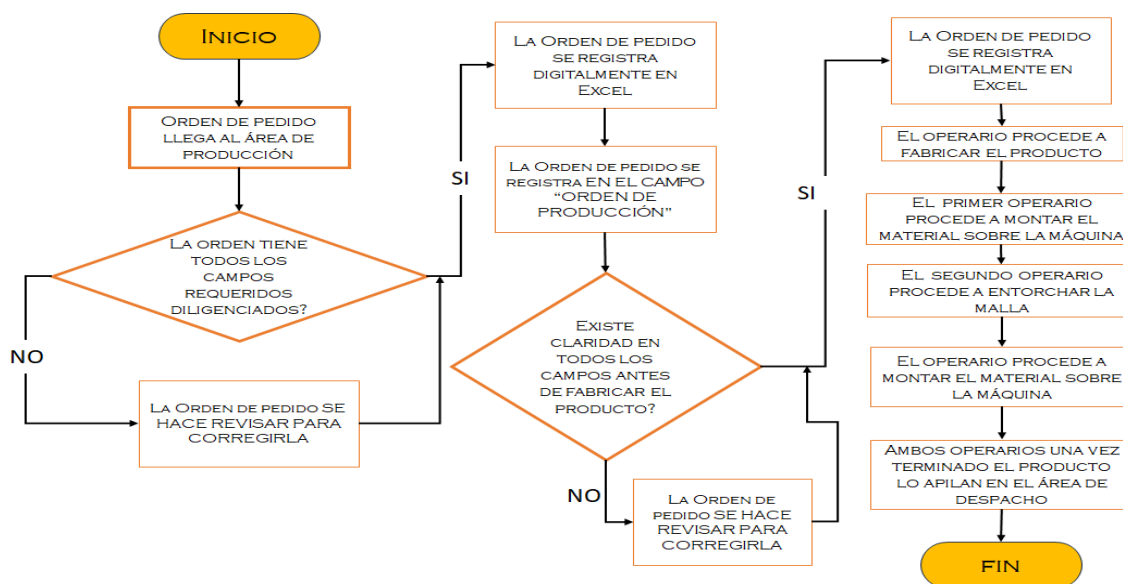 INICIO
ORDEN DE PEDIDO
LLEGA AL ÁREA DE
PRODUCCIÓN
LA ORDEN TIENE
TODOS LOS
CAMPOS
REQUERIDOS
DILIGENCIADOS?
NO
LA ORDEN DE PEDIDO SE
HACE REVISAR PARA
CORREGIRLA
SI
LA ORDEN DE PEDIDO
SE REGISTRA
DIGITALMENTE EN
EXCEL
LA ORDEN DE PEDIDO SE
REGISTRA EN EL CAMPO
“ORDEN DE
PRODUCCIÓN”
EXISTE
CLARIDAD EN
TODOS LOS
CAMPOS ANTES
DE FABRICAR EL
PRODUCTO?
NO
LA ORDEN DE
PEDIDO SE HACE
REVISAR PARA
CORREGIRLA
SI
LA ORDEN DE PEDIDO
SE REGISTRA
DIGITALMENTE EN
EXCEL
EL OPERARIO PROCEDE A
FABRICAR EL PRODUCTO
EL PRIMER OPERARIO
PROCEDE A MONTAR EL
MATERIAL SOBRE LA MÁQUINA
EL SEGUNDO OPERARIO
PROCEDE A ENTORCHAR LA
MALLA
EL OPERARIO PROCEDE A
MONTAR EL MATERIAL SOBRE
LA MÁQUINA
AMBOS OPERARIOS UNA VEZ
TERMINADO EL PRODUCTO
LO APILAN EN EL ÁREA DE
DESPACHO
FIN